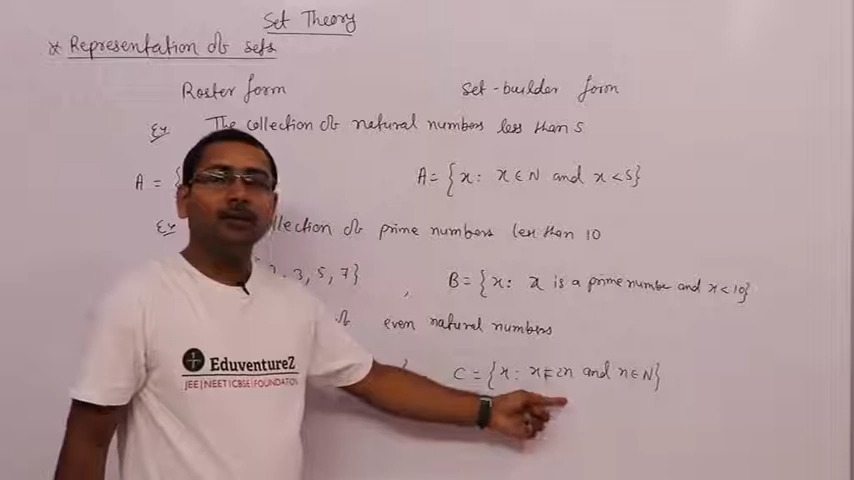 Set Theory
* Representation of sets
Roster form Set-builder form
Ex The collection of natural numbers less than 5
A = { A = {x : x ∈ N and x < 5}
Ex collection of prime numbers less than 10
3, 5, 7} , B = {x : x is a prime number and x < 10}
of even natural numbers
} C = {x : x = 2n and n ∈ N}
EduventureZ
JEE|NEET|CBSE|FOUNDATION